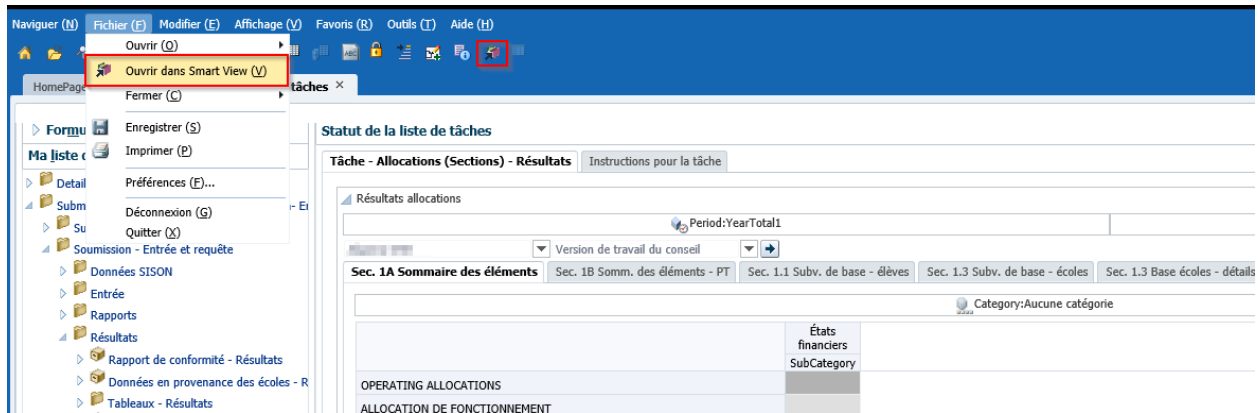 Naviguer (N) Fichier (F) Modifier (E) Affichage (V) Favoris (R) Outils (T) Aide (H)
Ouvrir (O)
Ouvrir dans Smart View (V)
HomePage tâches ×
Fermer (C)
Enregistrer (S)
Imprimer (P)
Préférences (F)...
Déconnexion (G)
Quitter (X)
Formu
Ma liste
Detail
Subm - En
Su
Soumission - Entrée et requête
Données SISON
Entrée
Rapports
Résultats
Rapport de conformité - Résultats
Données en provenance des écoles - R
Tableaux - Résultats
Statut de la liste de tâches
Tâche - Allocations (Sections) - Résultats Instructions pour la tâche
Résultats allocations
Period:YearTotal1
Version de travail du conseil
Sec. 1A Sommaire des éléments Sec. 1B Somm. des éléments - PT Sec. 1.1 Subv. de base - élèves Sec. 1.3 Subv. de base - écoles Sec. 1.3 Base écoles - détails
Category:Aucune catégorie
États
financiers
SubCategory
OPERATING ALLOCATIONS
ALLOCATION DE FONCTIONNEMENT